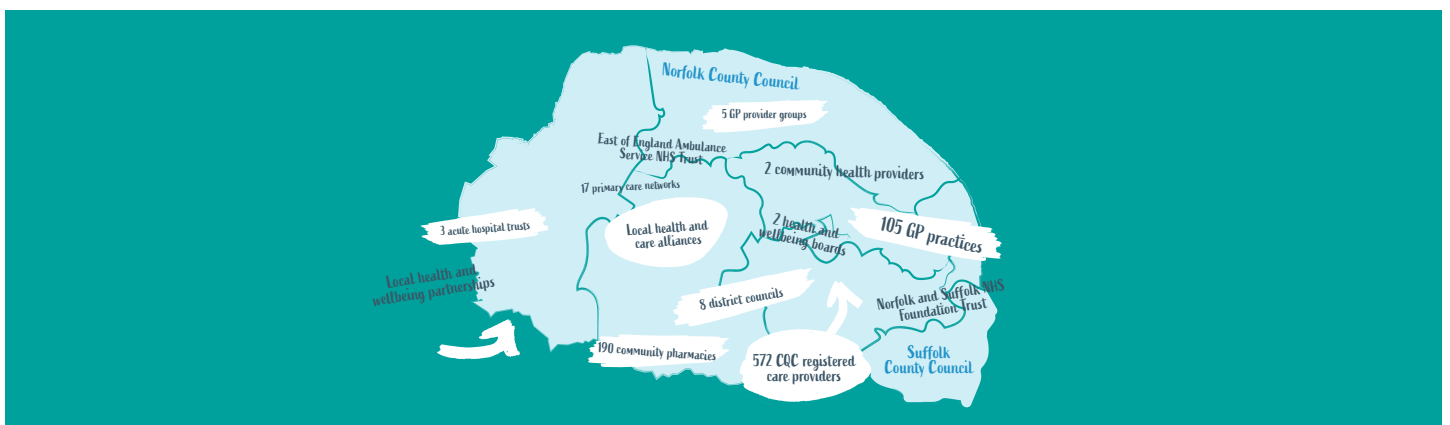 Norfolk County Council
5 GP provider groups
East of England Ambulance
Service NHS Trust
2 community health providers
17 primary care networks
3 acute hospital trusts
Local health and
care alliances
2 health and
wellbeing boards
105 GP practices
Local health and
wellbeing partnerships
8 district councils
Norfolk and Suffolk NHS
Foundation Trust
190 community pharmacies
572 CQC registered
care providers
Suffolk
County Council